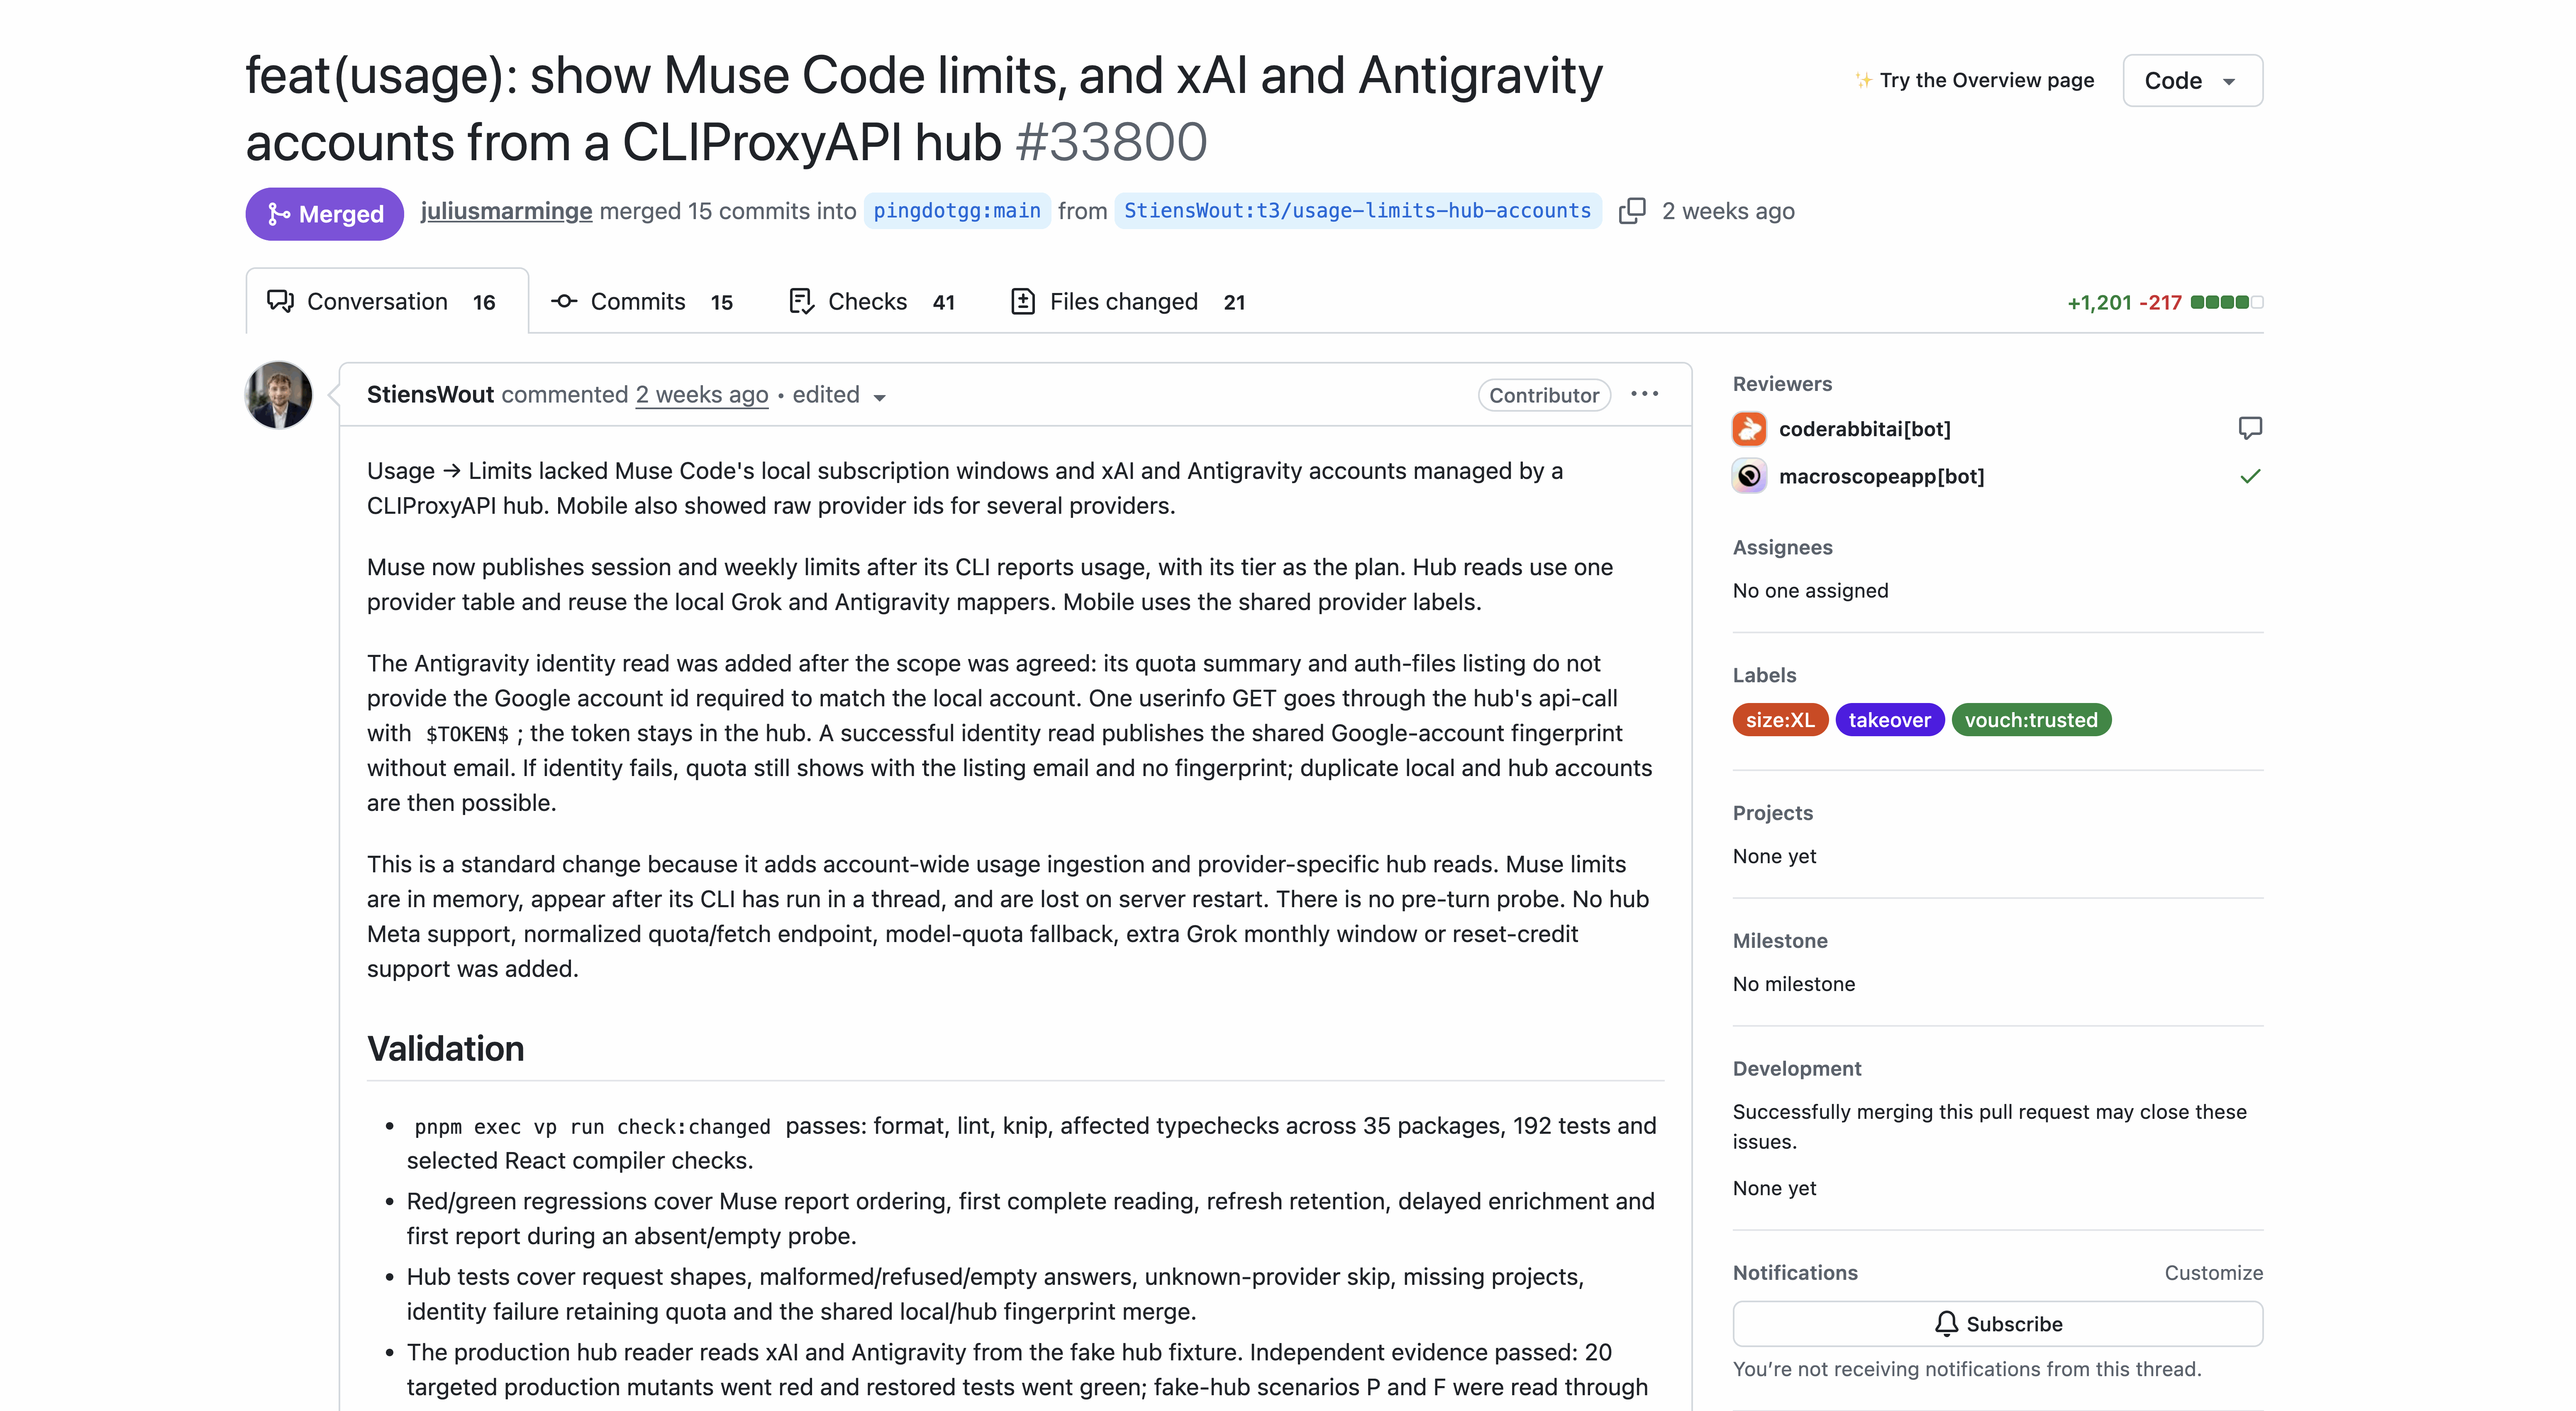 feat(usage): show Muse Code limits, and xAI and Antigravity
accounts from a CLIProxyAPI hub #33800
✨ Try the Overview page
Code
Merged
juliusmarminge merged 15 commits into pingdotgg:main from StiensWout:t3/usage-limits-hub-accounts 2 weeks ago
Conversation 16
Commits 15
Checks 41
Files changed 21
+1,201 -217
StiensWout commented 2 weeks ago • edited
Contributor
Usage → Limits lacked Muse Code's local subscription windows and xAI and Antigravity accounts managed by a
CLIProxyAPI hub. Mobile also showed raw provider ids for several providers.
Muse now publishes session and weekly limits after its CLI reports usage, with its tier as the plan. Hub reads use one
provider table and reuse the local Grok and Antigravity mappers. Mobile uses the shared provider labels.
The Antigravity identity read was added after the scope was agreed: its quota summary and auth-files listing do not
provide the Google account id required to match the local account. One userinfo GET goes through the hub's api-call
with $TOKEN$ ; the token stays in the hub. A successful identity read publishes the shared Google-account fingerprint
without email. If identity fails, quota still shows with the listing email and no fingerprint; duplicate local and hub accounts
are then possible.
This is a standard change because it adds account-wide usage ingestion and provider-specific hub reads. Muse limits
are in memory, appear after its CLI has run in a thread, and are lost on server restart. There is no pre-turn probe. No hub
Meta support, normalized quota/fetch endpoint, model-quota fallback, extra Grok monthly window or reset-credit
support was added.
Validation
• pnpm exec vp run check:changed passes: format, lint, knip, affected typechecks across 35 packages, 192 tests and
selected React compiler checks.
• Red/green regressions cover Muse report ordering, first complete reading, refresh retention, delayed enrichment and
first report during an absent/empty probe.
• Hub tests cover request shapes, malformed/refused/empty answers, unknown-provider skip, missing projects,
identity failure retaining quota and the shared local/hub fingerprint merge.
• The production hub reader reads xAI and Antigravity from the fake hub fixture. Independent evidence passed: 20
targeted production mutants went red and restored tests went green; fake-hub scenarios P and F were read through
Reviewers
coderabbitai[bot]
macroscopeapp[bot]
Assignees
No one assigned
Labels
size:XL
takeover
vouch:trusted
Projects
None yet
Milestone
No milestone
Development
Successfully merging this pull request may close these
issues.
None yet
Notifications
Customize
Subscribe
You're not receiving notifications from this thread.